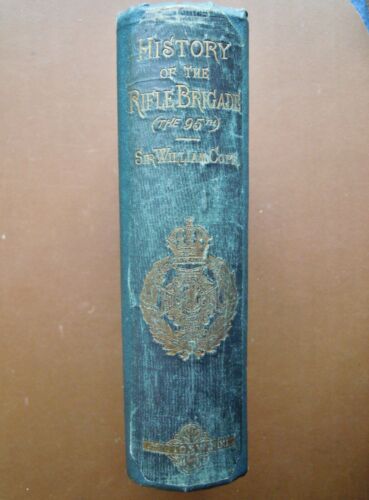 HISTORY
OF THE
RIFLE BRIGADE
(THE 95TH)
SIR WILLIAM COPE